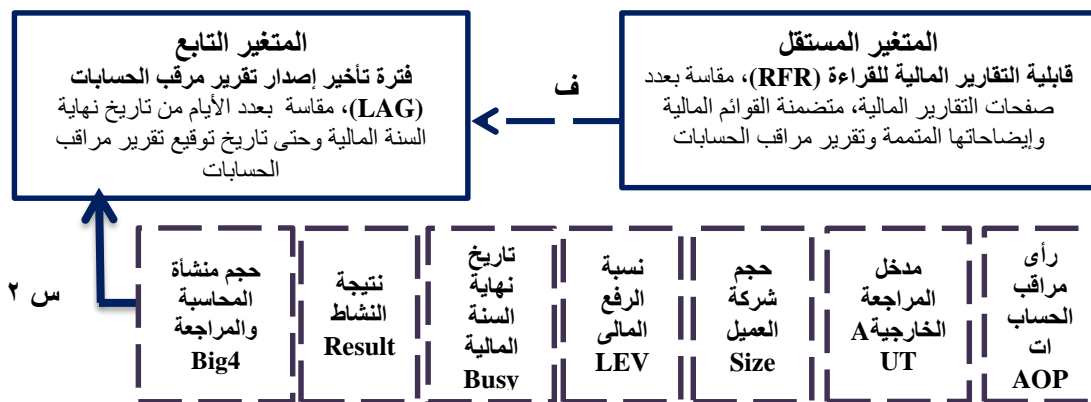 المتغير المستقل
قابلية التقارير المالية للقراءة (RFR)، مقاسة بعدد
صفحات التقارير المالية، متضمنة القوائم المالية
وإيضاحاتها المتممة وتقرير مراقب الحسابات
ف
المتغير التابع
فترة تأخير إصدار تقرير مرقب الحسابات
(LAG)، مقاسة بعدد الأيام من تاريخ نهاية
السنة المالية وحتى تاريخ توقيع تقرير مراقب
الحسابات
رأى
مراقب
الحساب
ات
AOP
مدخل
المراجعة
الخارجيةA
UT
حجم
شركة
العميل
Size
نسبة
الرفع
المالى
LEV
تاريخ
نهاية
السنة
المالية
Busy
نتيجة
النشاط
Result
حجم منشأة
المحاسبة
والمراجعة
Big4
س ٢